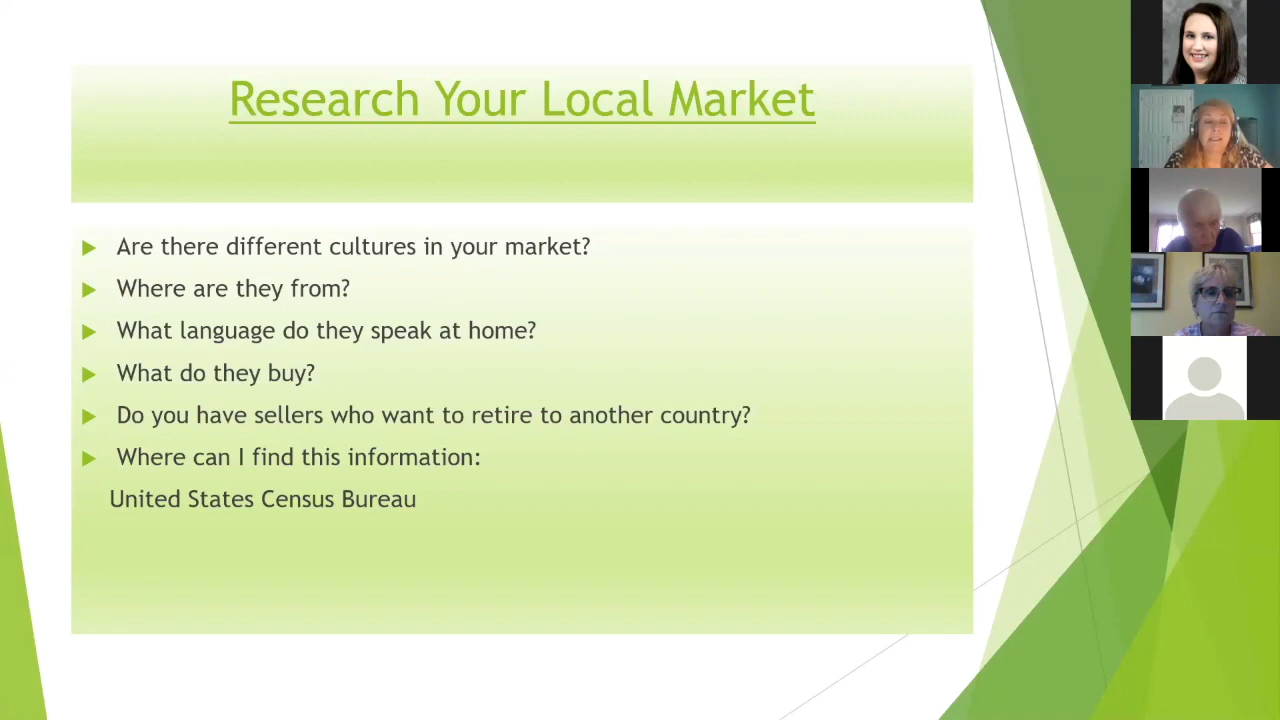 Research Your Local Market
Are there different cultures in your market?
Where are they from?
What language do they speak at home?
What do they buy?
Do you have sellers who want to retire to another country?
Where can I find this information:
United States Census Bureau